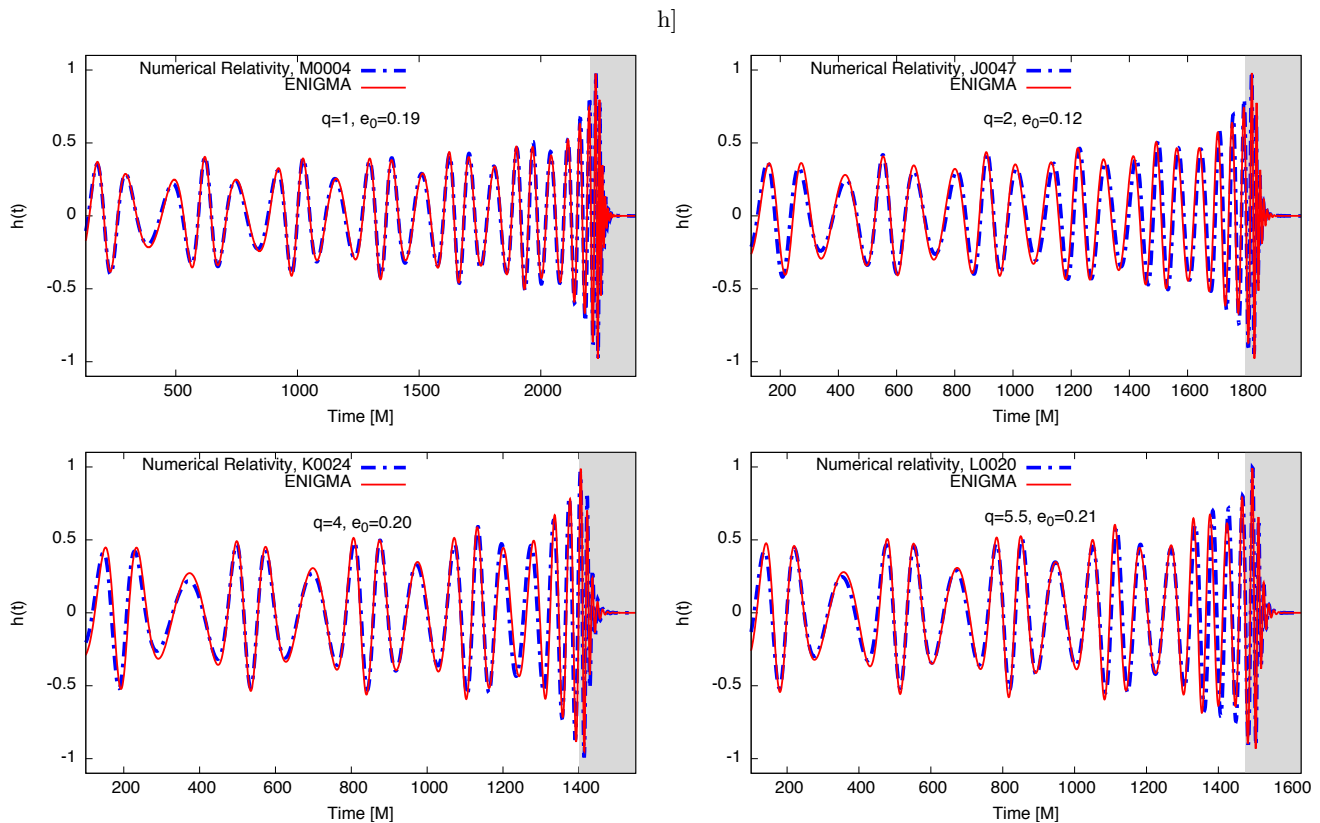 h]
Numerical Relativity, M0004
ENIGMA
q=1, e₀=0.19
h(t)
1
0.5
0
-0.5
-1
500 1000 1500 2000
Time [M]
Numerical Relativity, J0047
ENIGMA
q=2, e₀=0.12
h(t)
1
0.5
0
-0.5
-1
200 400 600 800 1000 1200 1400 1600 1800
Time [M]
Numerical Relativity, K0024
ENIGMA
q=4, e₀=0.20
h(t)
1
0.5
0
-0.5
-1
200 400 600 800 1000 1200 1400
Time [M]
Numerical relativity, L0020
ENIGMA
q=5.5, e₀=0.21
h(t)
1
0.5
0
-0.5
-1
200 400 600 800 1000 1200 1400 1600
Time [M]